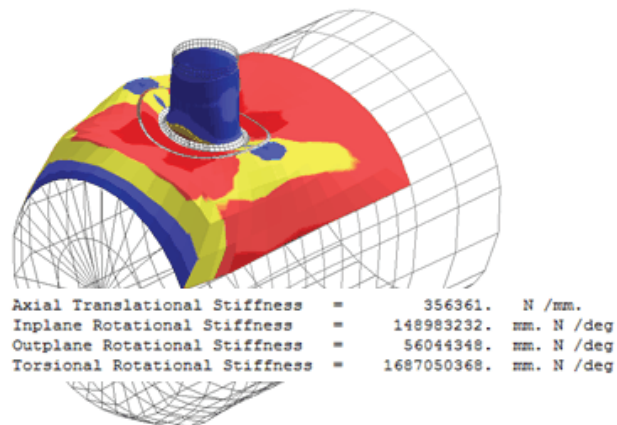 Axial Translational Stiffness = 356361. N /mm.
Inplane Rotational Stiffness = 148983232. mm. N /deg
Outplane Rotational Stiffness = 56044348. mm. N /deg
Torsional Rotational Stiffness = 1687050368. mm. N /deg